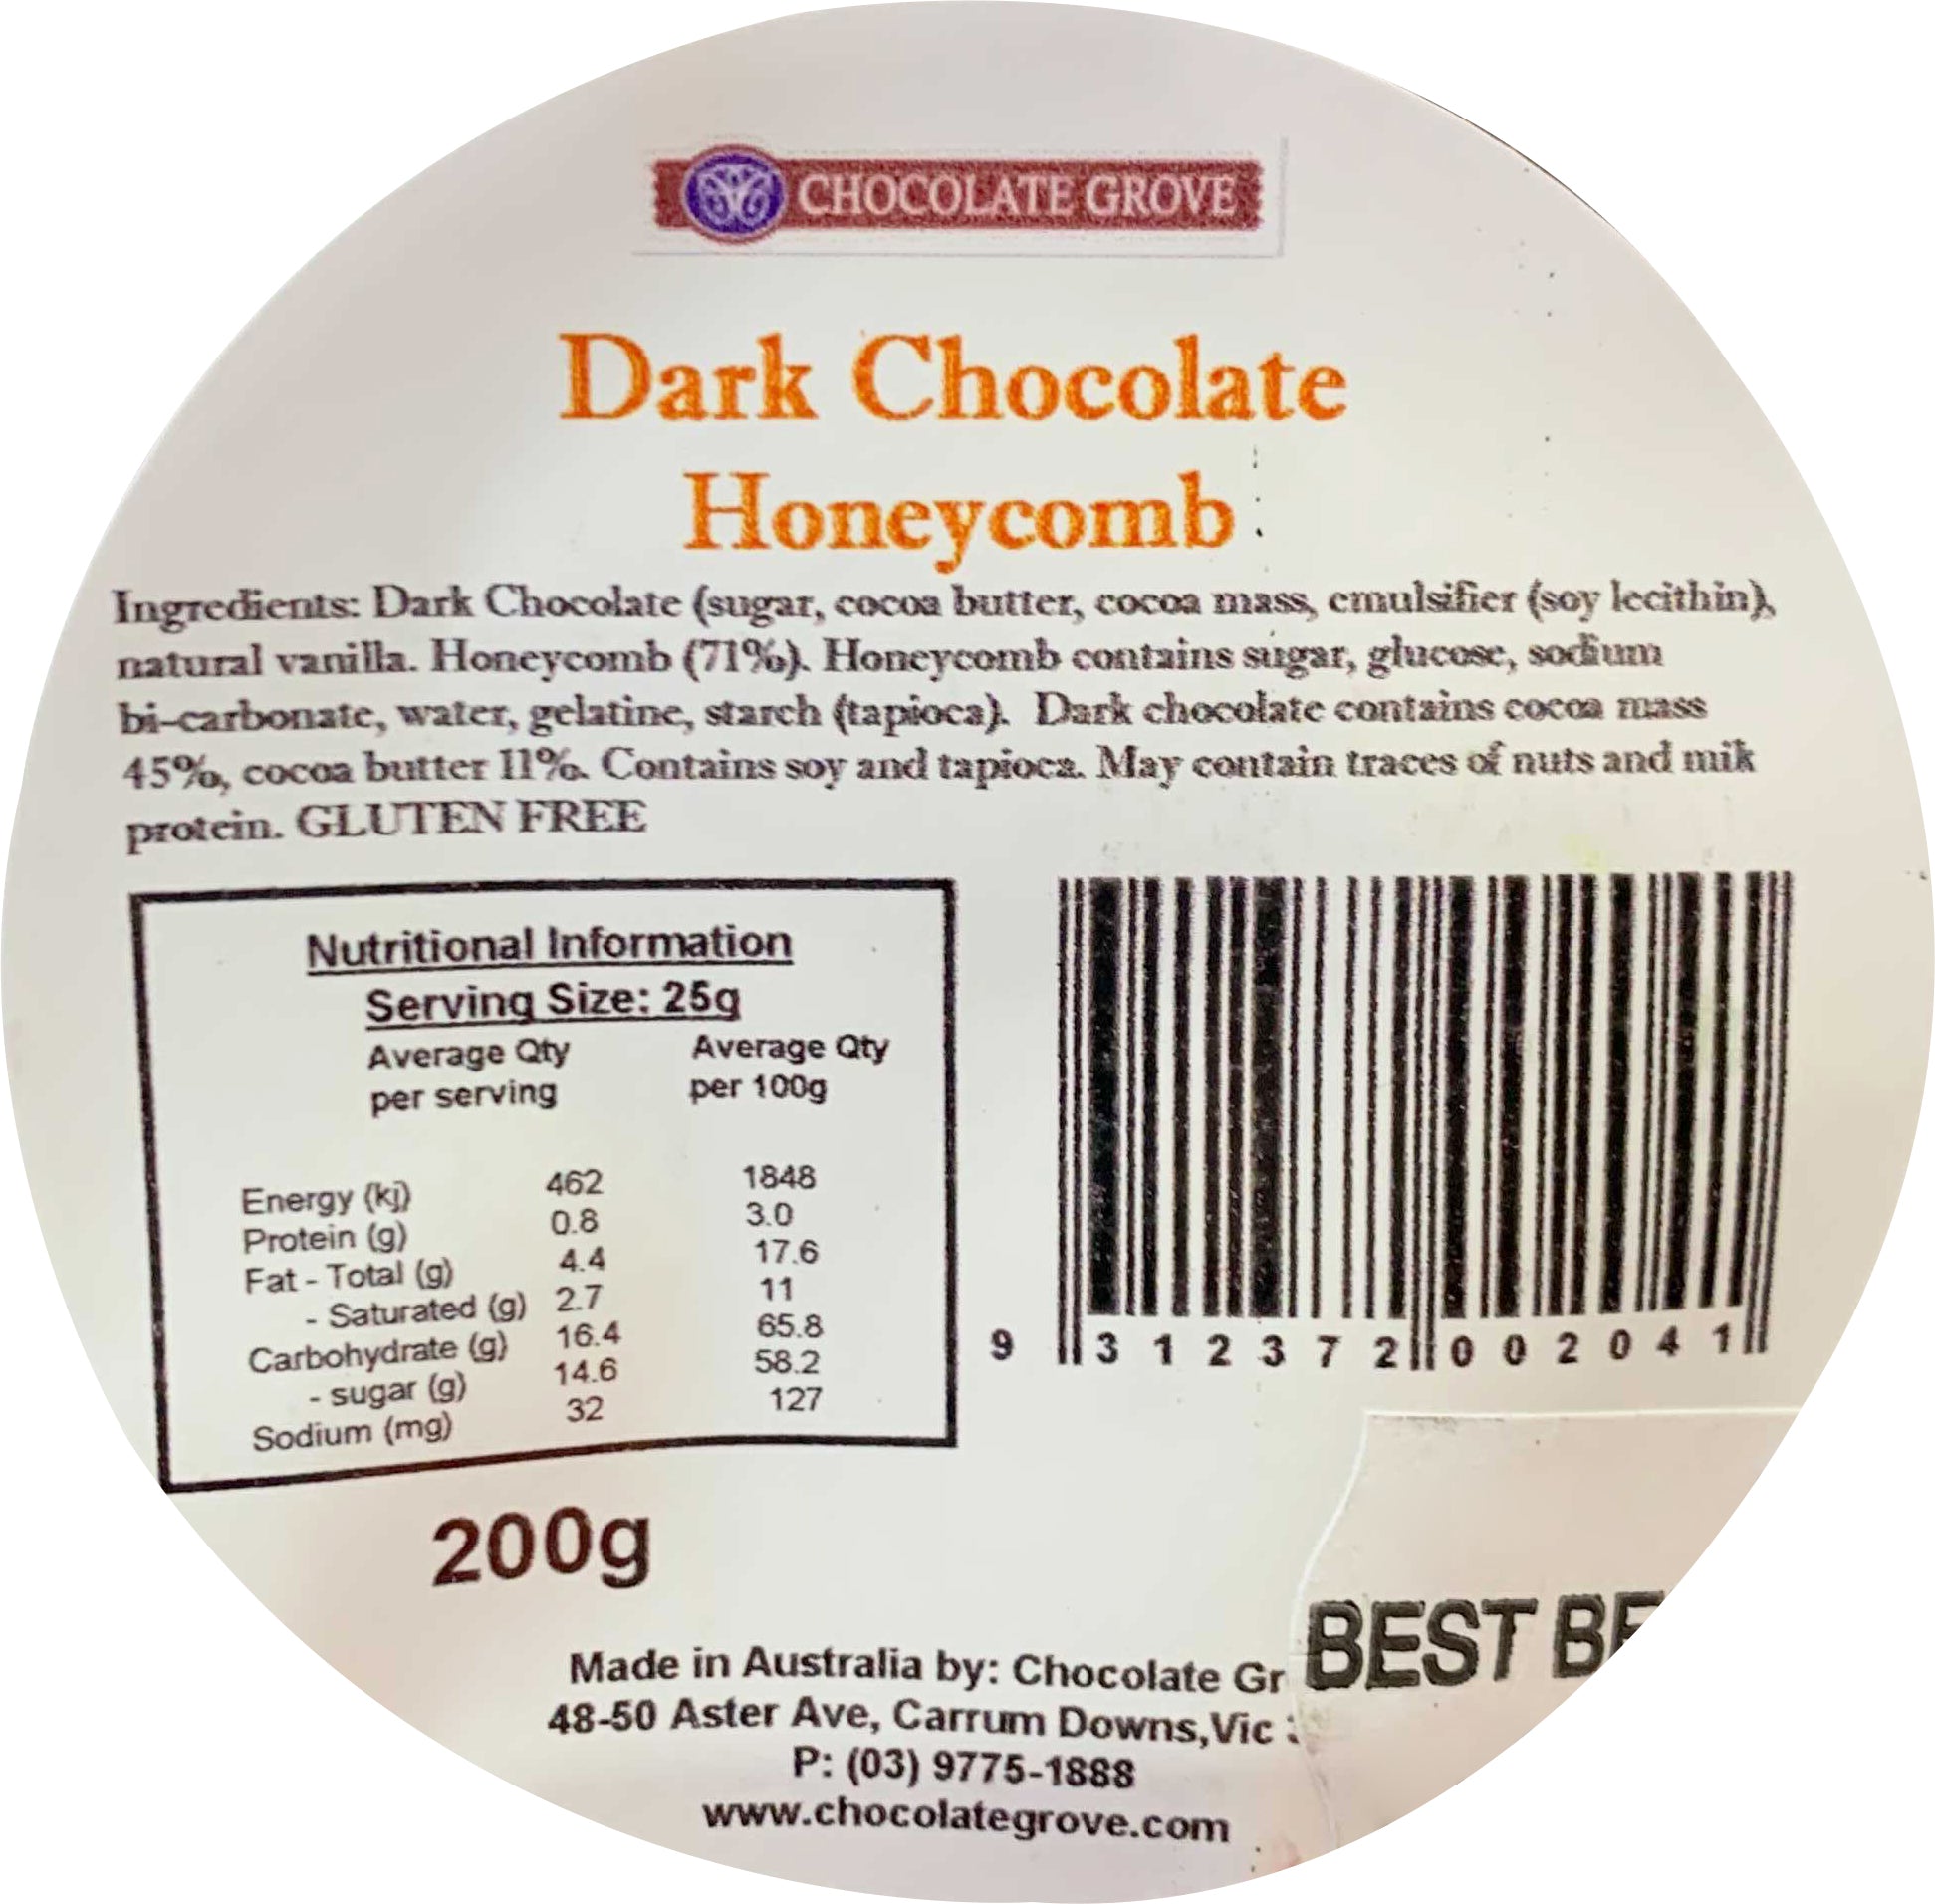 CHOCOLATE GROVE
Dark Chocolate
Honeycomb
Ingredients: Dark Chocolate (sugar, cocoa butter, cocoa mass, emulsifier (soy lecithin),
natural vanilla. Honeycomb (71%). Honeycomb contains sugar, glucose, sodium
bi-carbonate, water, gelatine, starch (tapioca). Dark chocolate contains cocoa mass
45%, cocoa butter 11%. Contains soy and tapioca. May contain traces of nuts and mik
protein. GLUTEN FREE
Nutritional Information
Serving Size: 25g
Average Qty Average Qty
per serving per 100g
Energy (kj) 462 1848
Protein (g) 0.8 3.0
Fat - Total (g) 4.4 17.6
- Saturated (g) 2.7 11
Carbohydrate (g) 16.4 65.8
- sugar (g) 14.6 58.2
Sodium (mg) 32 127
9 312372 002041
200g
BEST BE
Made in Australia by: Chocolate Gr
48-50 Aster Ave, Carrum Downs,Vic
P: (03) 9775-1888
www.chocolategrove.com